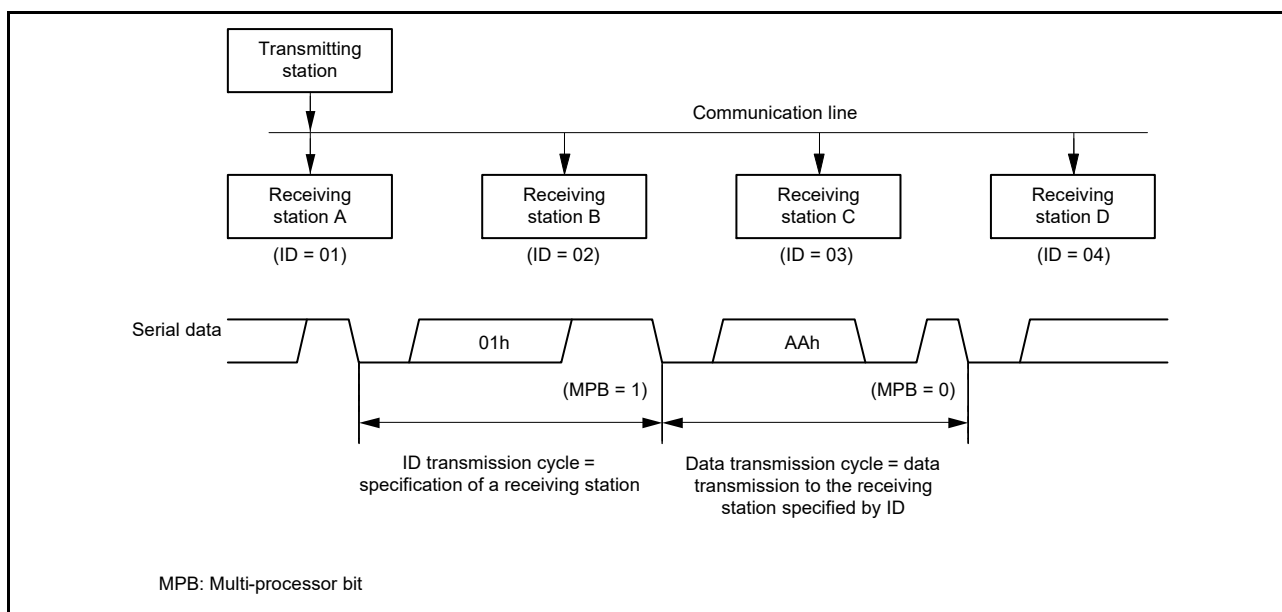 Transmitting
station
Communication line
Receiving
station A
Receiving
station B
Receiving
station C
Receiving
station D
(ID = 01)
(ID = 02)
(ID = 03)
(ID = 04)
Serial data
01h
AAh
(MPB = 1)
(MPB = 0)
ID transmission cycle =
specification of a receiving station
Data transmission cycle = data
transmission to the receiving
station specified by ID
MPB: Multi-processor bit